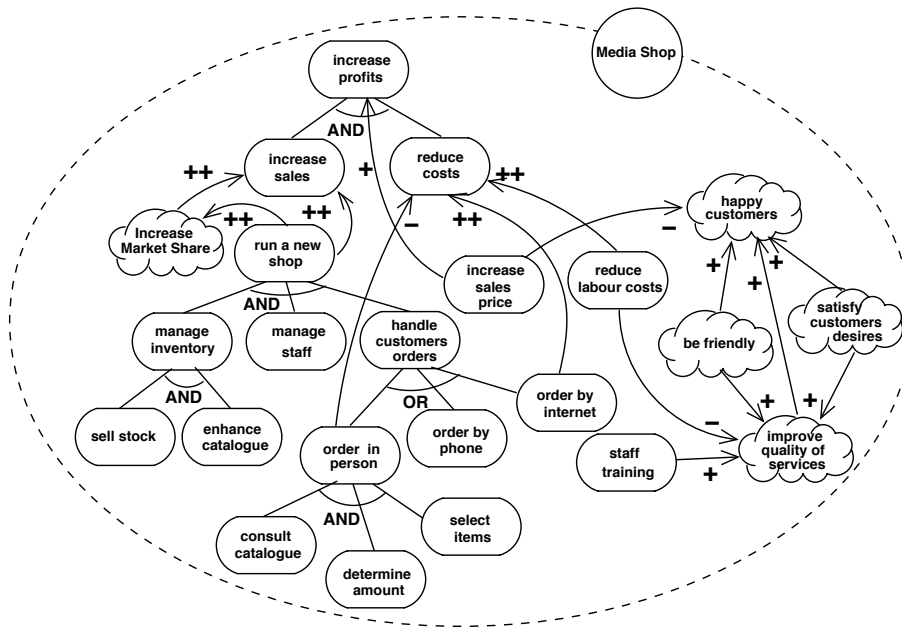 Media Shop
increase
profits
AND
increase
sales
++
+
reduce
costs
++
–
++
++
++
Increase
Market Share
run a new
shop
happy
customers
–
increase
sales
price
reduce
labour costs
+
+
+
AND
manage
inventory
manage
staff
handle
customers
orders
be friendly
satisfy
customers
desires
AND
OR
order by
internet
+
+
–
sell stock
enhance
catalogue
order in
person
order by
phone
staff
training
+
improve
quality of
services
AND
consult
catalogue
select
items
determine
amount